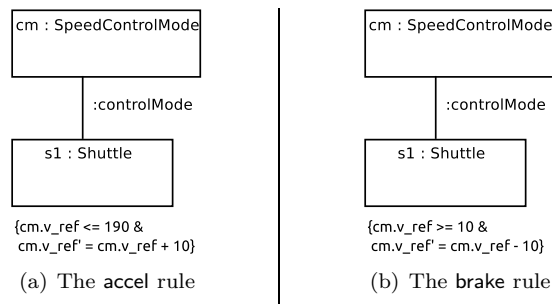 cm : SpeedControlMode
:controlMode
s1 : Shuttle
{cm.v_ref <= 190 &
cm.v_ref' = cm.v_ref + 10}
(a) The accel rule
cm : SpeedControlMode
:controlMode
s1 : Shuttle
{cm.v_ref >= 10 &
cm.v_ref' = cm.v_ref - 10}
(b) The brake rule